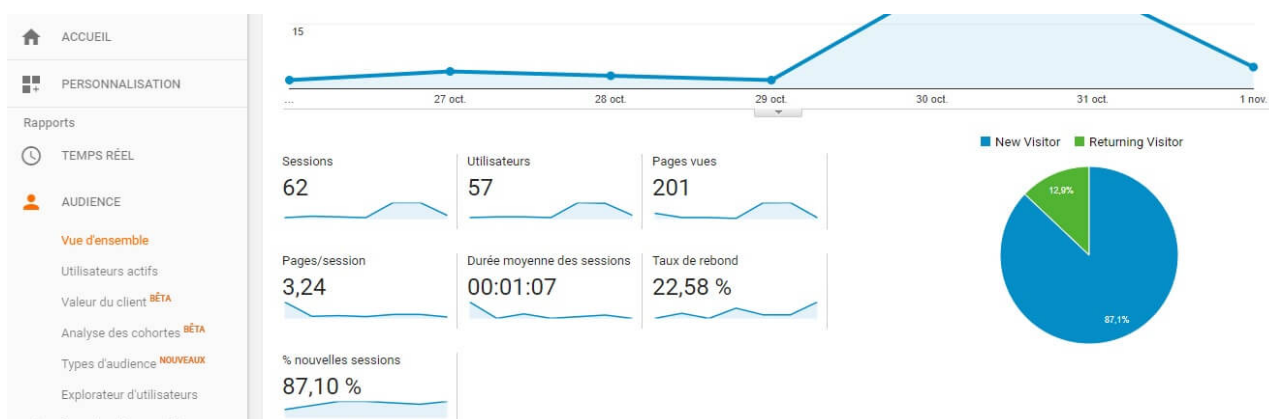 ACCUEIL
PERSONNALISATION
Rapports
TEMPS RÉEL
AUDIENCE
Vue d'ensemble
Utilisateurs actifs
Valeur du client BÊTA
Analyse des cohortes BÊTA
Types d'audience NOUVEAUX
Explorateur d'utilisateurs
15
... 27 oct. 28 oct. 29 oct. 30 oct. 31 oct. 1 nov.
New Visitor Returning Visitor
Sessions Utilisateurs Pages vues
62 57 201
Pages/session Durée moyenne des sessions Taux de rebond
3,24 00:01:07 22,58 %
% nouvelles sessions
87,10 %
12,9%
87,1%